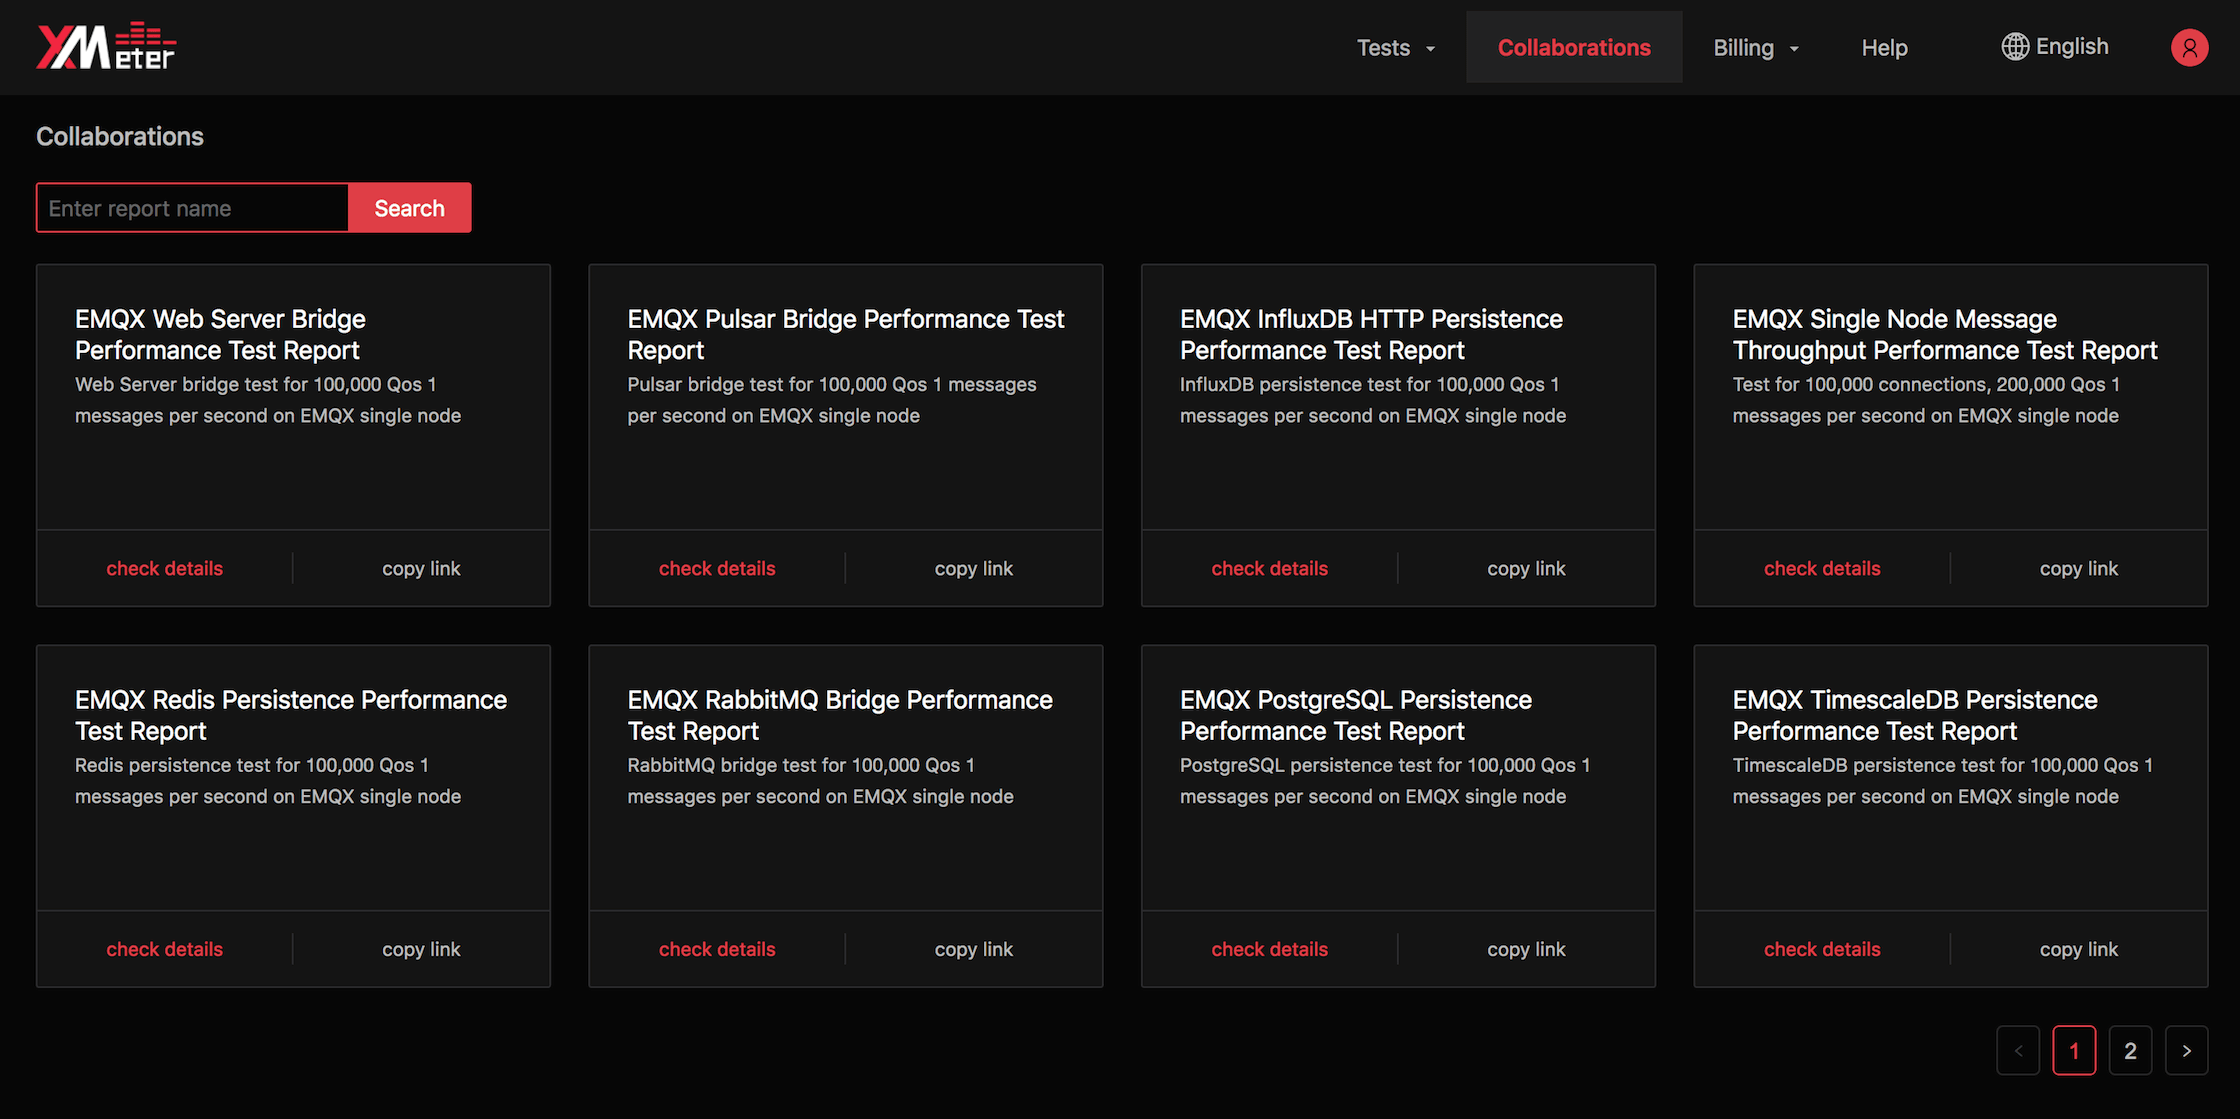 XMeter
Tests
Collaborations
Billing
Help
English
Collaborations
Enter report name
Search
EMQX Web Server Bridge
Performance Test Report
Web Server bridge test for 100,000 Qos 1
messages per second on EMQX single node
check details
copy link
EMQX Pulsar Bridge Performance Test
Report
Pulsar bridge test for 100,000 Qos 1 messages
per second on EMQX single node
check details
copy link
EMQX InfluxDB HTTP Persistence
Performance Test Report
InfluxDB persistence test for 100,000 Qos 1
messages per second on EMQX single node
check details
copy link
EMQX Single Node Message
Throughput Performance Test Report
Test for 100,000 connections, 200,000 Qos 1
messages per second on EMQX single node
check details
copy link
EMQX Redis Persistence Performance
Test Report
Redis persistence test for 100,000 Qos 1
messages per second on EMQX single node
check details
copy link
EMQX RabbitMQ Bridge Performance
Test Report
RabbitMQ bridge test for 100,000 Qos 1
messages per second on EMQX single node
check details
copy link
EMQX PostgreSQL Persistence
Performance Test Report
PostgreSQL persistence test for 100,000 Qos 1
messages per second on EMQX single node
check details
copy link
EMQX TimescaleDB Persistence
Performance Test Report
TimescaleDB persistence test for 100,000 Qos 1
messages per second on EMQX single node
check details
copy link
< 1 2 >